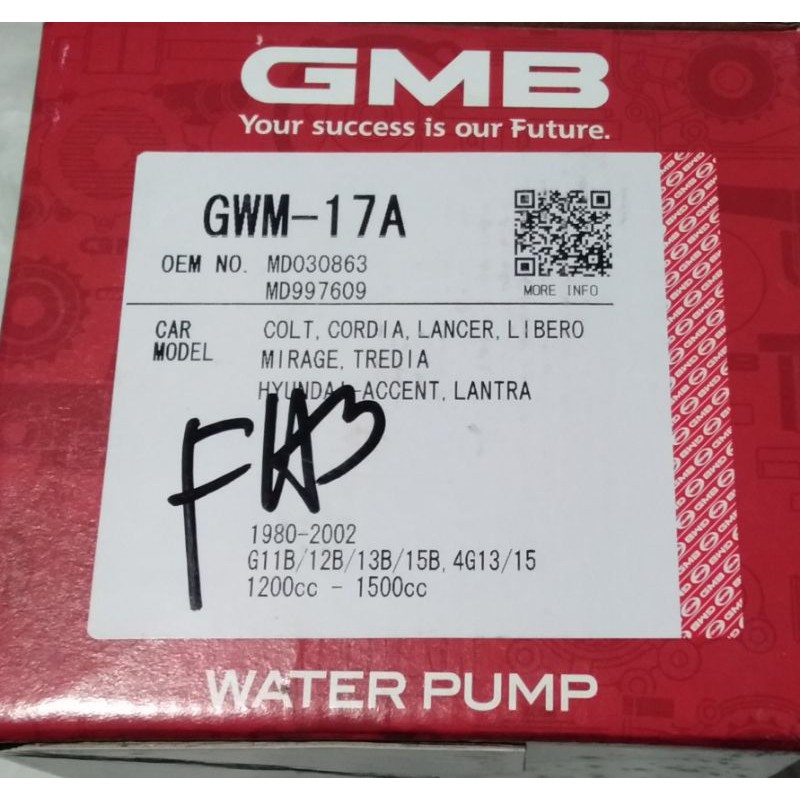 GMB
Your success is our Future.
GWM-17A
OEM NO. MD030863
MD997609
MORE INFO
CAR MODEL
COLT, CORDIA, LANCER, LIBERO
MIRAGE, TREDIA
HYUNDAI-ACCENT, LANTRA
1980-2002
G11B/12B/13B/15B, 4G13/15
1200cc - 1500cc
WATER PUMP